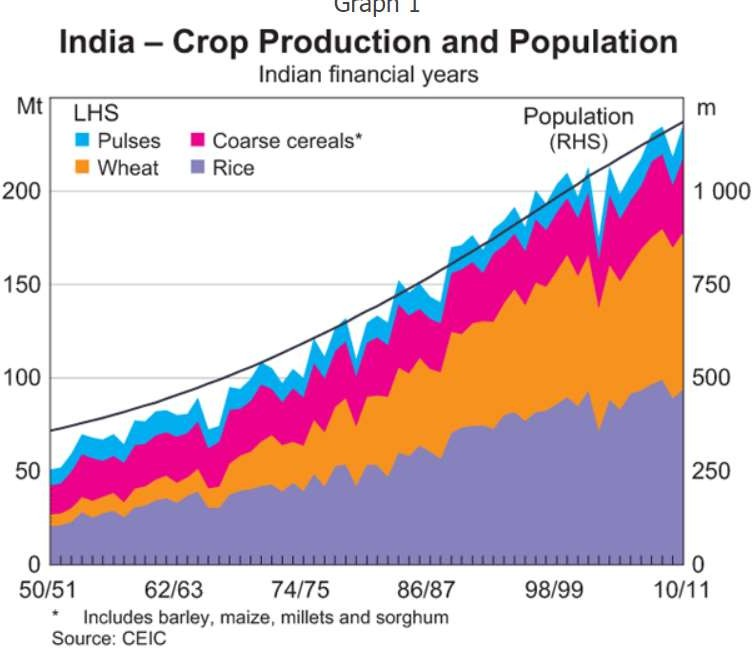 Graph 1
India – Crop Production and Population
Indian financial years
Mt
LHS
Population
m
(RHS)
Pulses
Coarse cereals*
Wheat
Rice
200
1 000
150
750
100
500
50
250
0
0
50/51
62/63
74/75
86/87
98/99
10/11
* Includes barley, maize, millets and sorghum
Source: CEIC